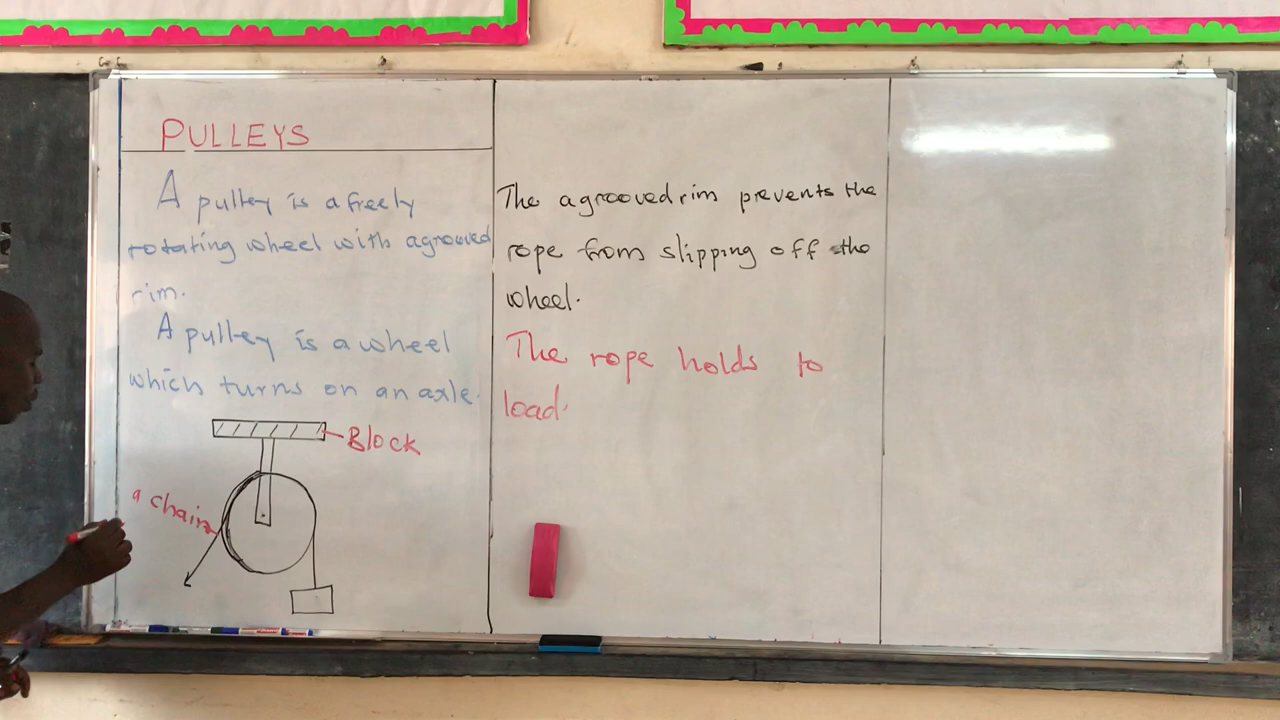 PULLEYS
A pulley is a freely
rotating wheel with agrooved
rim.
A pulley is a wheel
which turns on an axle.
Block
a chain
The agrooved rim prevents the
rope from slipping off the
wheel.
The rope holds to
load.